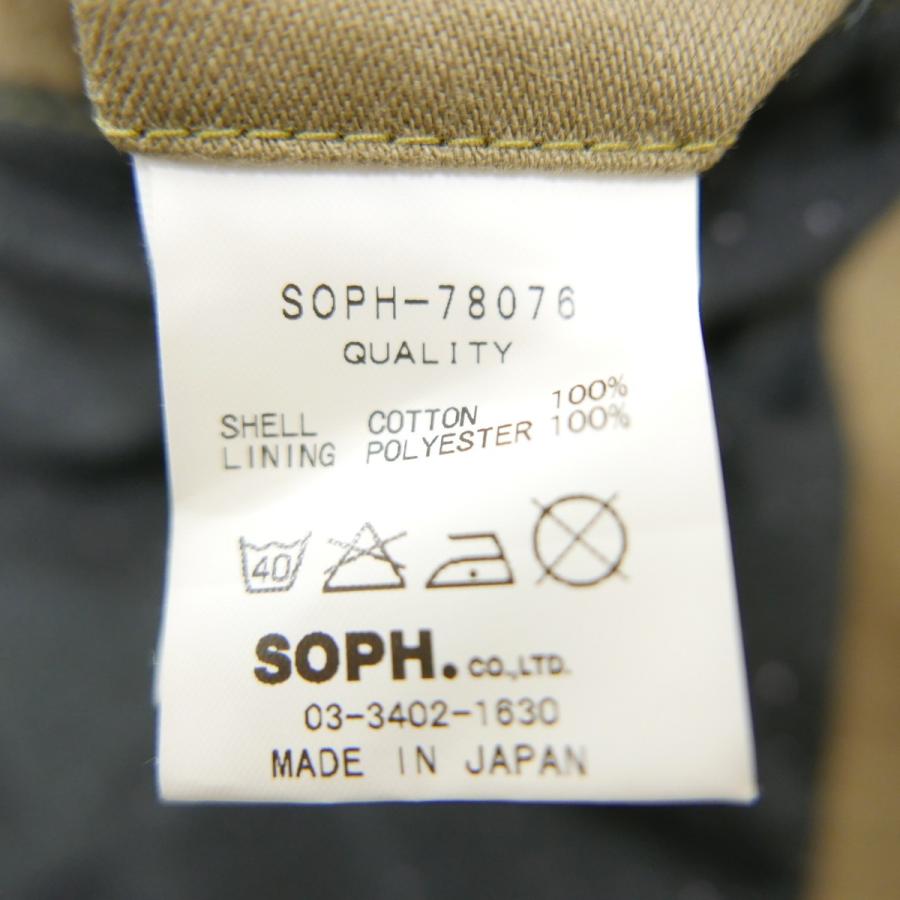 SOPH-78076
QUALITY
SHELL COTTON 100%
LINING POLYESTER 100%
40
SOPH. CO.,LTD.
03-3402-1630
MADE IN JAPAN